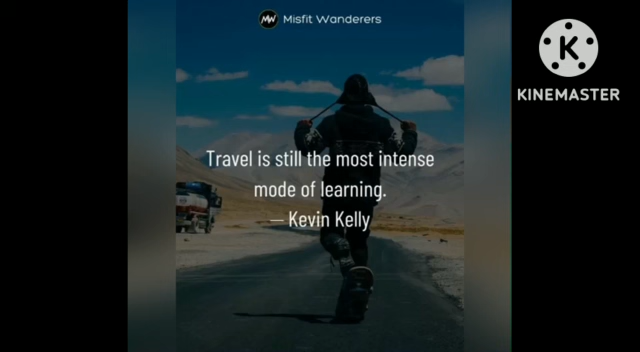 MW Misfit Wanderers
K
KINEMASTER
Travel is still the most intense
mode of learning.
— Kevin Kelly